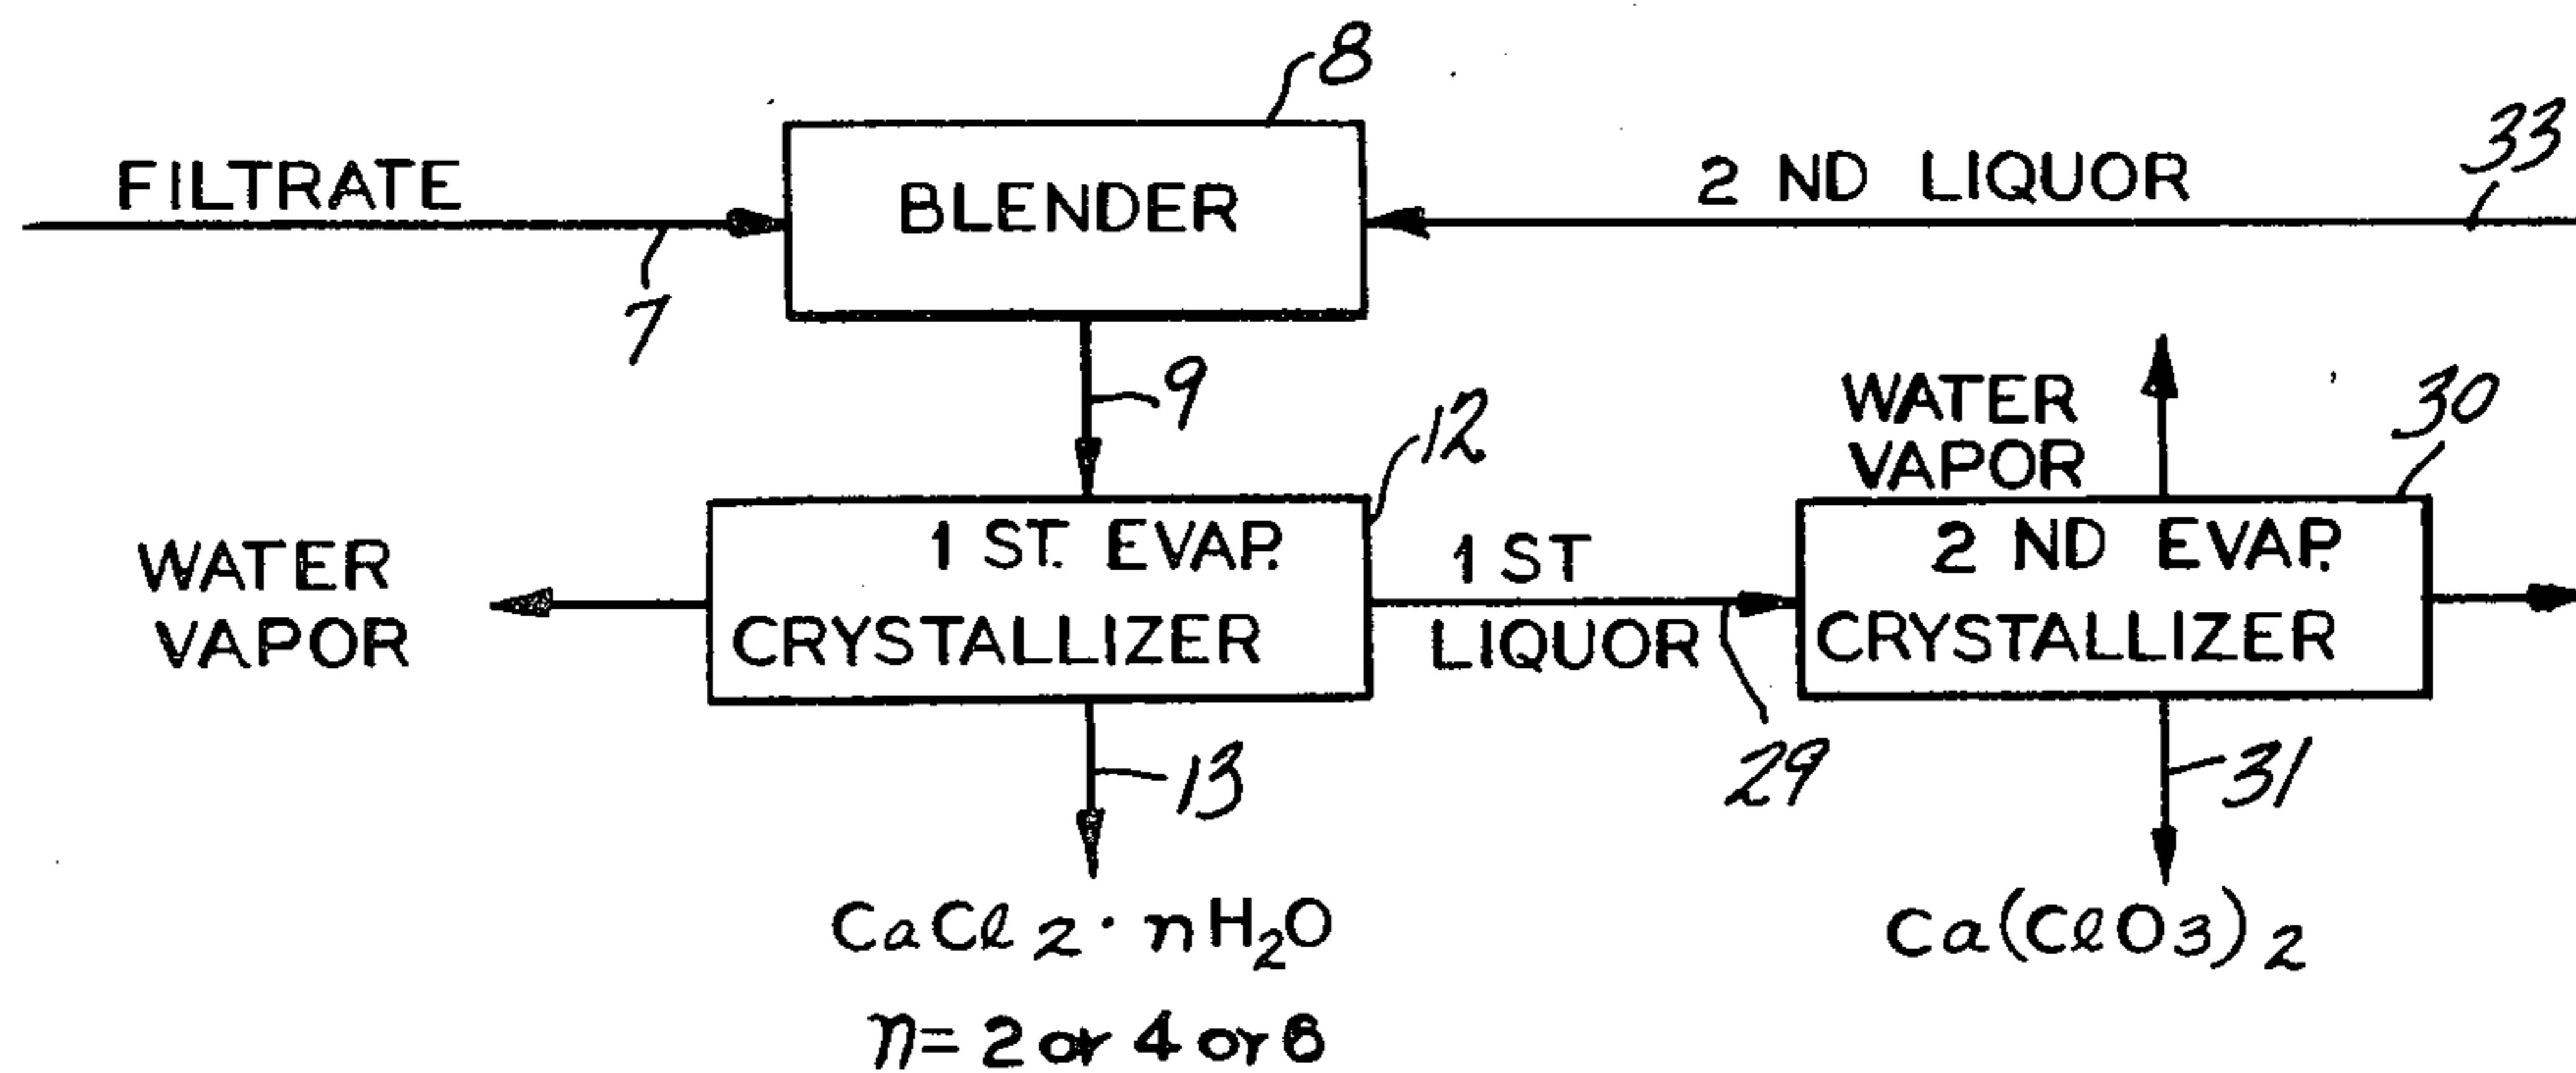 8
FILTRATE
BLENDER
2 ND LIQUOR
33
7
9
12
WATER
VAPOR
30
WATER
VAPOR
1 ST. EVAP.
CRYSTALLIZER
1 ST
LIQUOR
2 ND EVAP.
CRYSTALLIZER
13
29
31
CaCl2·nH2O
n=2 or 4 or 6
Ca(ClO3)2